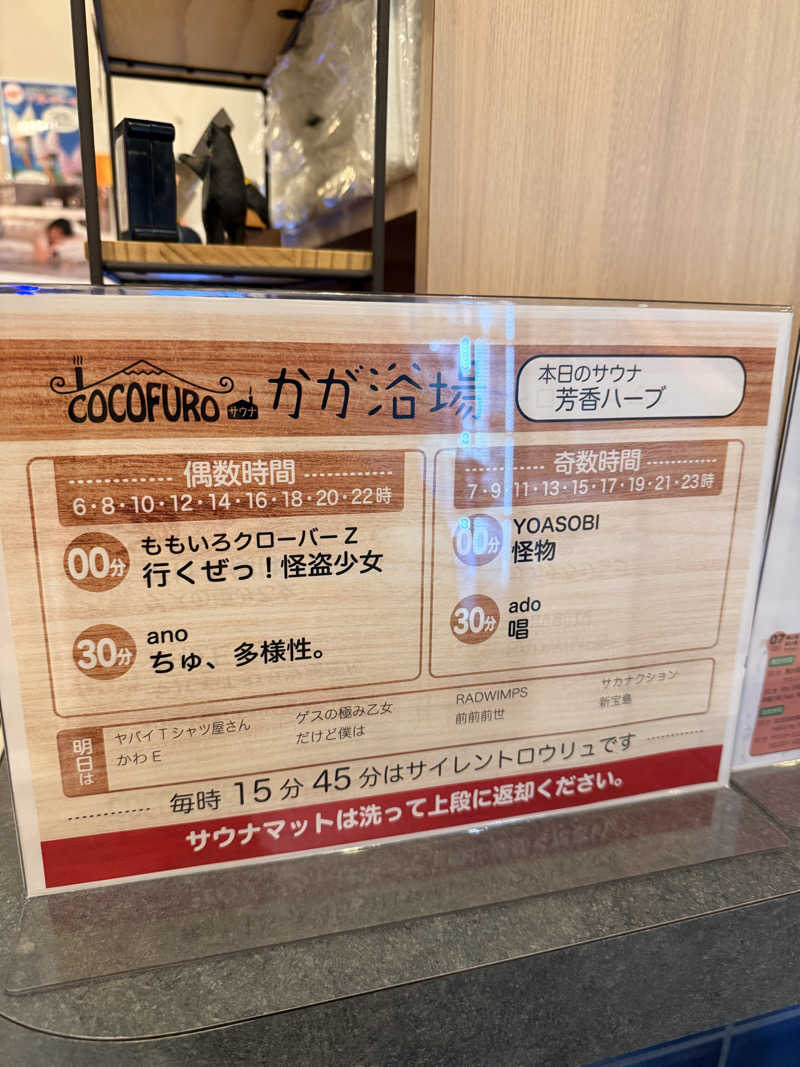 COCOFURO
サウナ
かが浴場
本日のサウナ
芳香ハーブ
偶数時間
6・8・10・12・14・16・18・20・22時
00分
ももいろクローバーZ
行くぜっ！怪盗少女
30分
ano
ちゅ、多様性。
奇数時間
7・9・11・13・15・17・19・21・23時
00分
YOASOBI
怪物
30分
ado
唱
明日は
ヤバイTシャツ屋さん
かわE
ゲスの極み乙女
だけど僕は
RADWIMPS
前前前世
サカナクション
新宝島
毎時 15分 45分はサイレントロウリュです
サウナマットは洗って上段に返却ください。
07